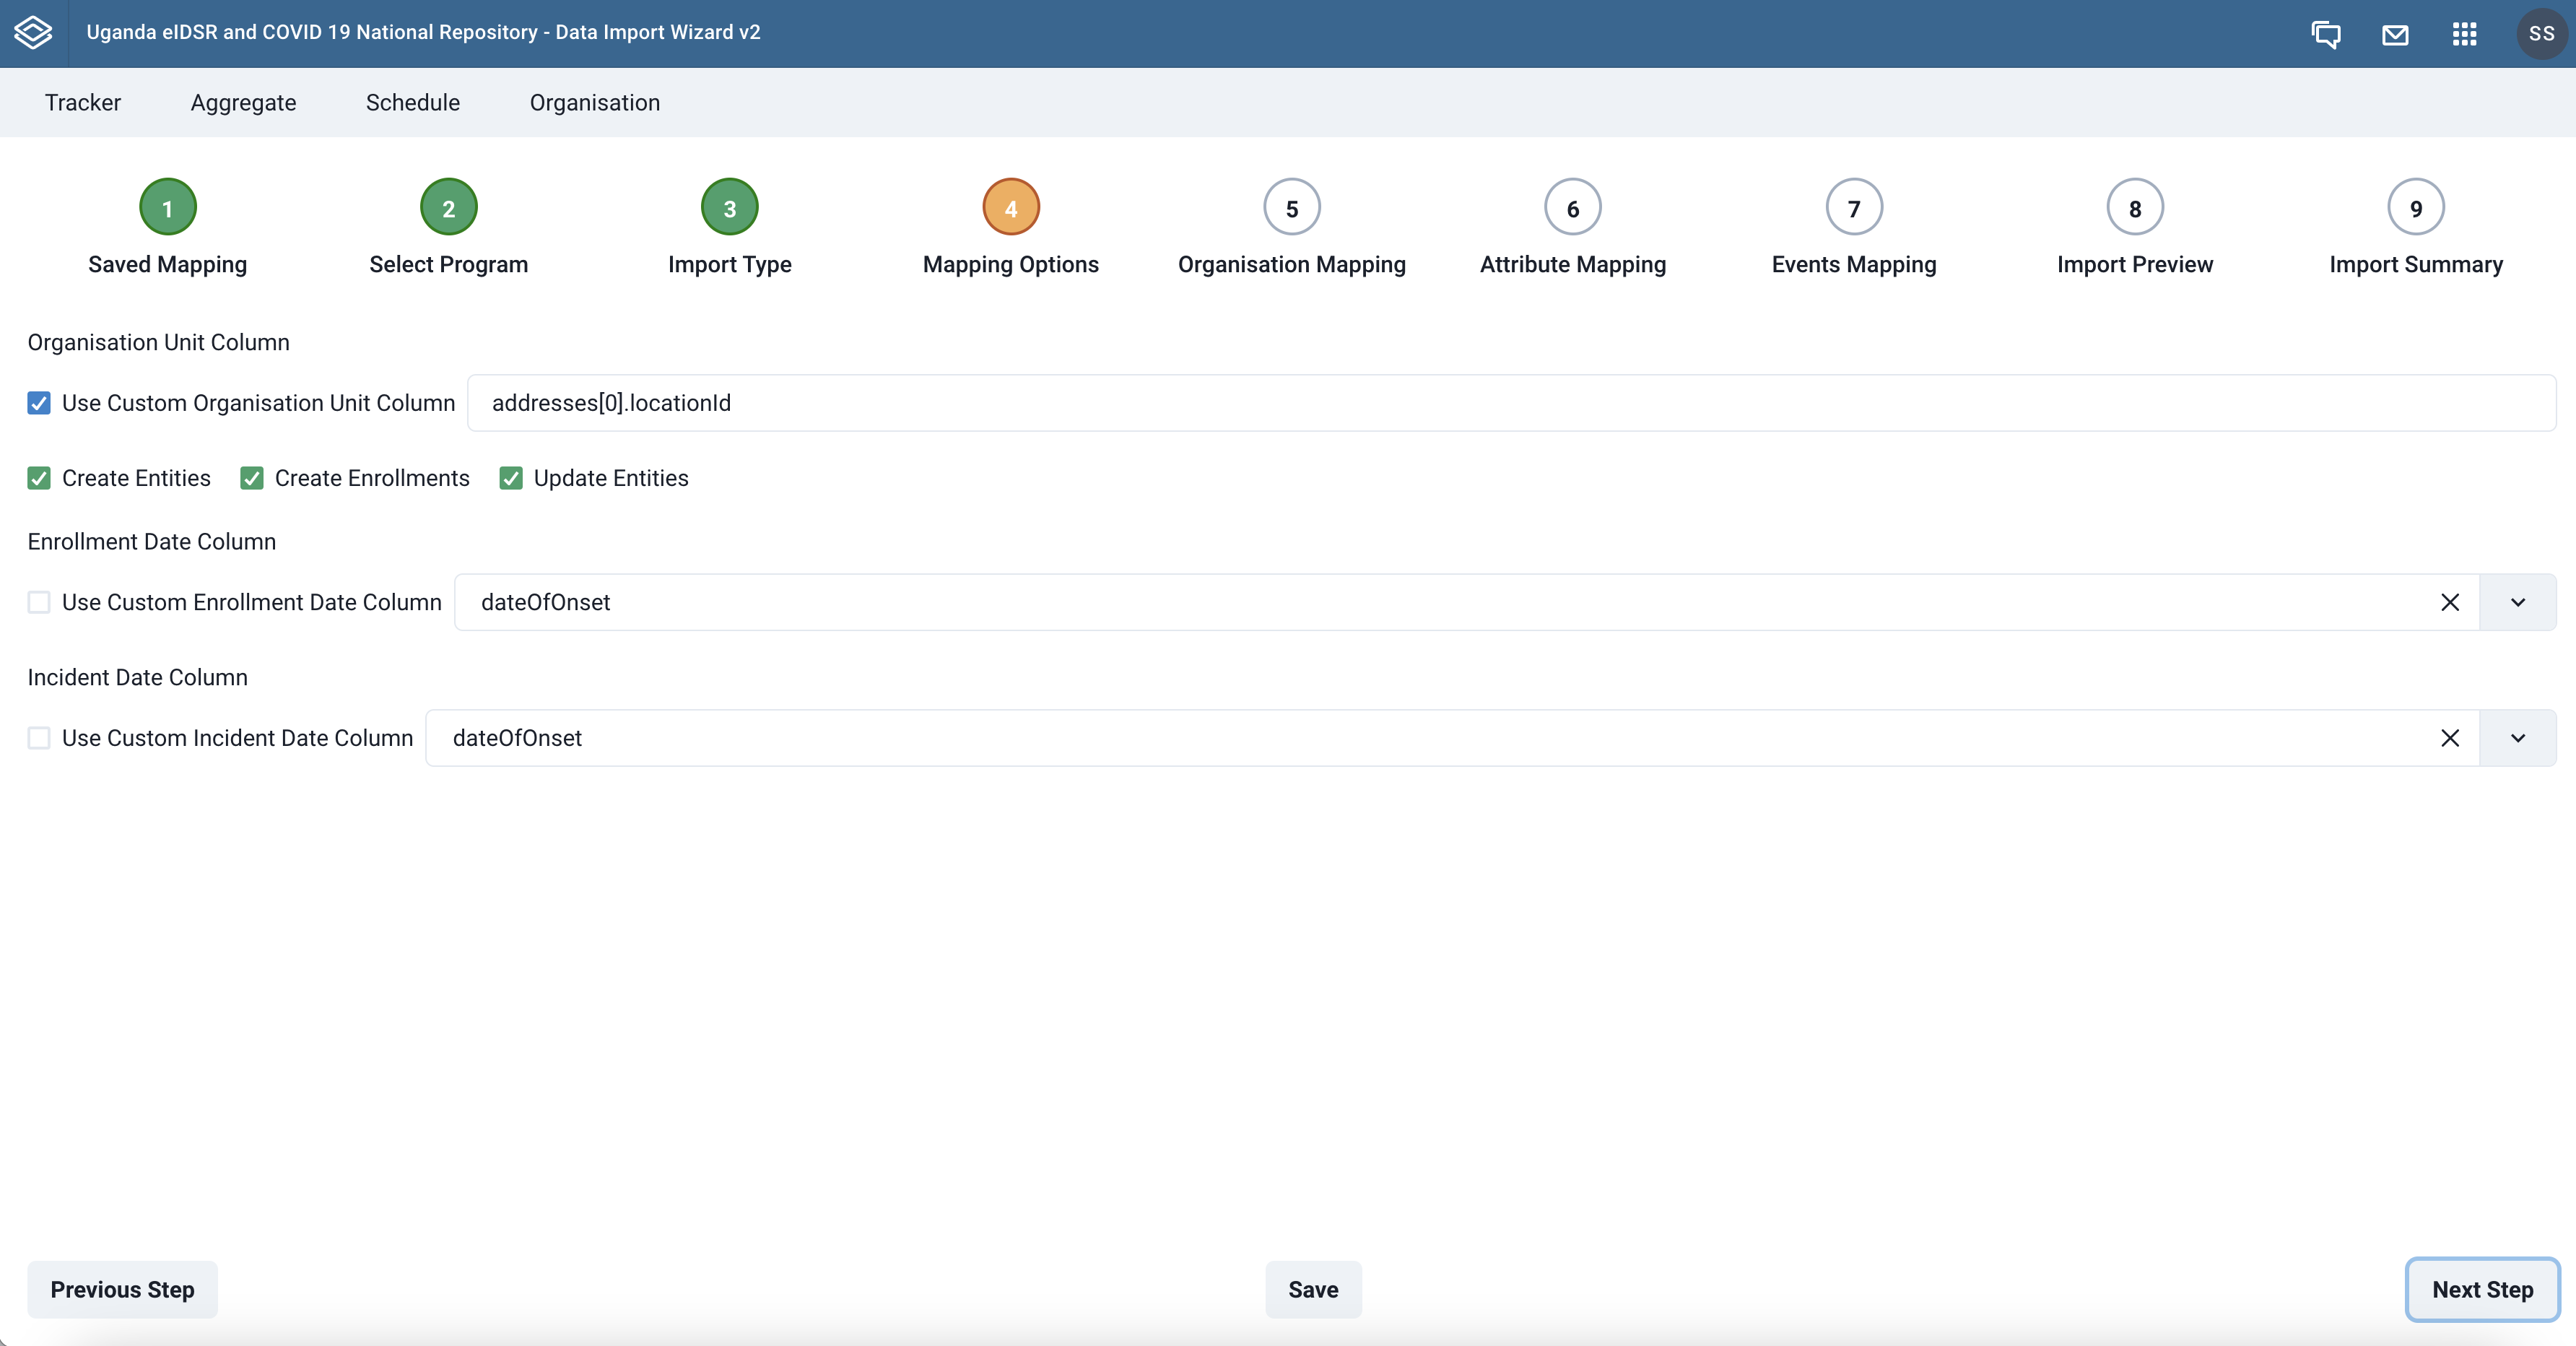 Uganda eIDSR and COVID 19 National Repository - Data Import Wizard v2
SS
Tracker Aggregate Schedule Organisation
1 2 3 4 5 6 7 8 9
Saved Mapping Select Program Import Type Mapping Options Organisation Mapping Attribute Mapping Events Mapping Import Preview Import Summary
Organisation Unit Column
Use Custom Organisation Unit Column addresses[0].locationId
Create Entities Create Enrollments Update Entities
Enrollment Date Column
Use Custom Enrollment Date Column dateOfOnset
Incident Date Column
Use Custom Incident Date Column dateOfOnset
Previous Step Save Next Step